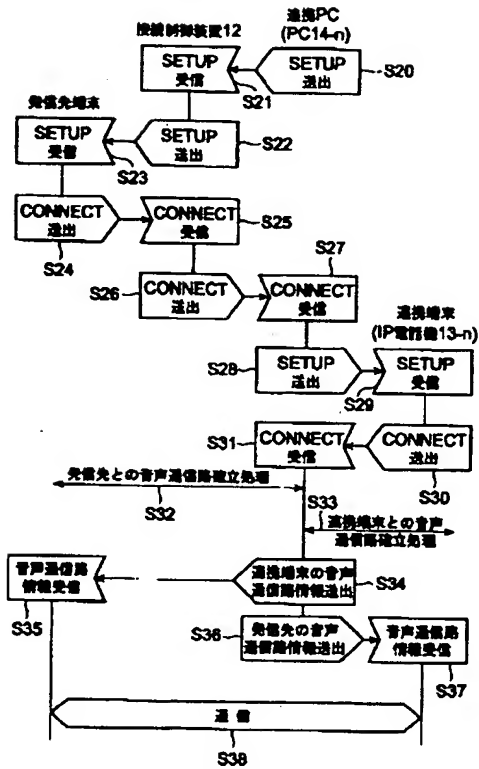 連携PC
(PC14-n)
接続制御装置12
SETUP
送出
S20
SETUP
受信
S21
発信先端末
SETUP
送出
S22
SETUP
受信
S23
CONNECT
送出
S24
CONNECT
受信
S25
CONNECT
送出
S26
CONNECT
受信
S27
連携端末
(IP電話機13-n)
SETUP
送出
S28
SETUP
受信
S29
CONNECT
送出
S30
CONNECT
受信
S31
発信先との音声通信路確立処理
S32
S33
連携端末との音声
通信路確立処理
連携端末の音声
通信路情報送出
S34
音声通信路
情報受信
S35
発信先の音声
通信路情報送出
S36
音声通信路
情報受信
S37
通信
S38